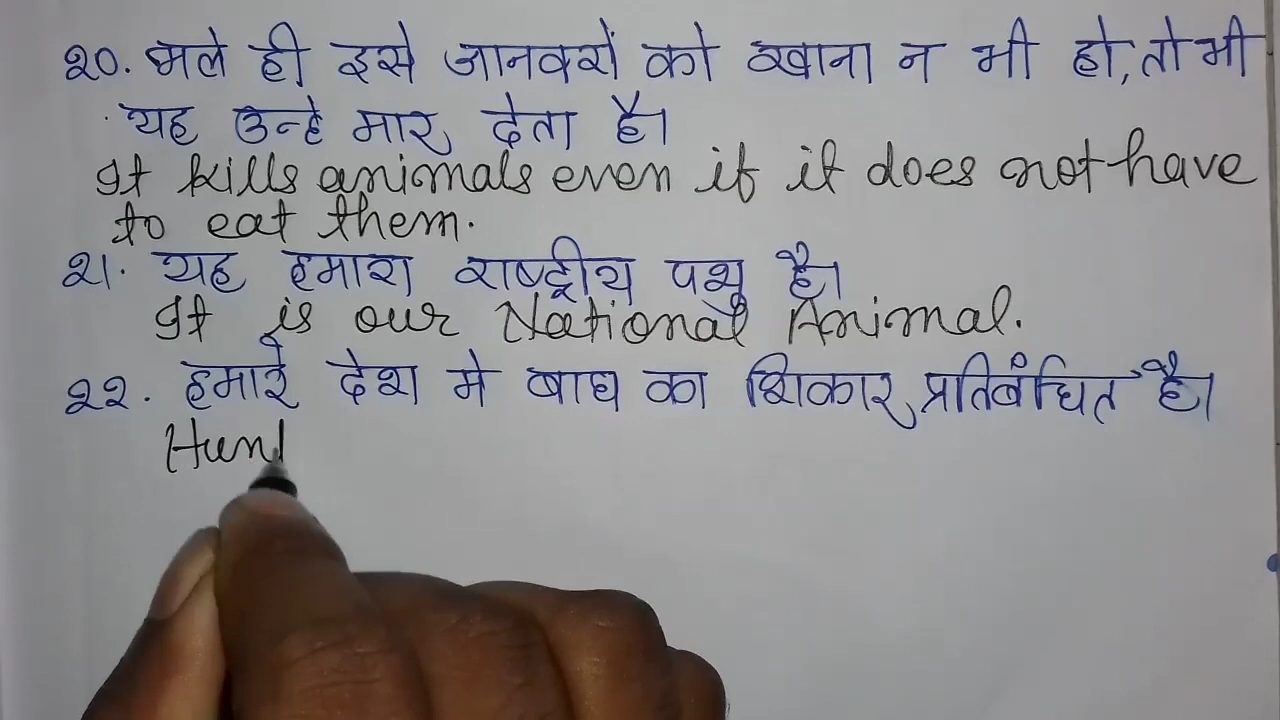 २०. भले ही इसे जानवरों को खाना न भी हो, तो भी
यह उन्हे मार देता है।
It kills animals even if it does not have
to eat them.
२१. यह हमारा राष्ट्रीय पशु है।
It is our National Animal.
२२. हमारे देश मे बाघ का शिकार प्रतिबंधित है।
Hun